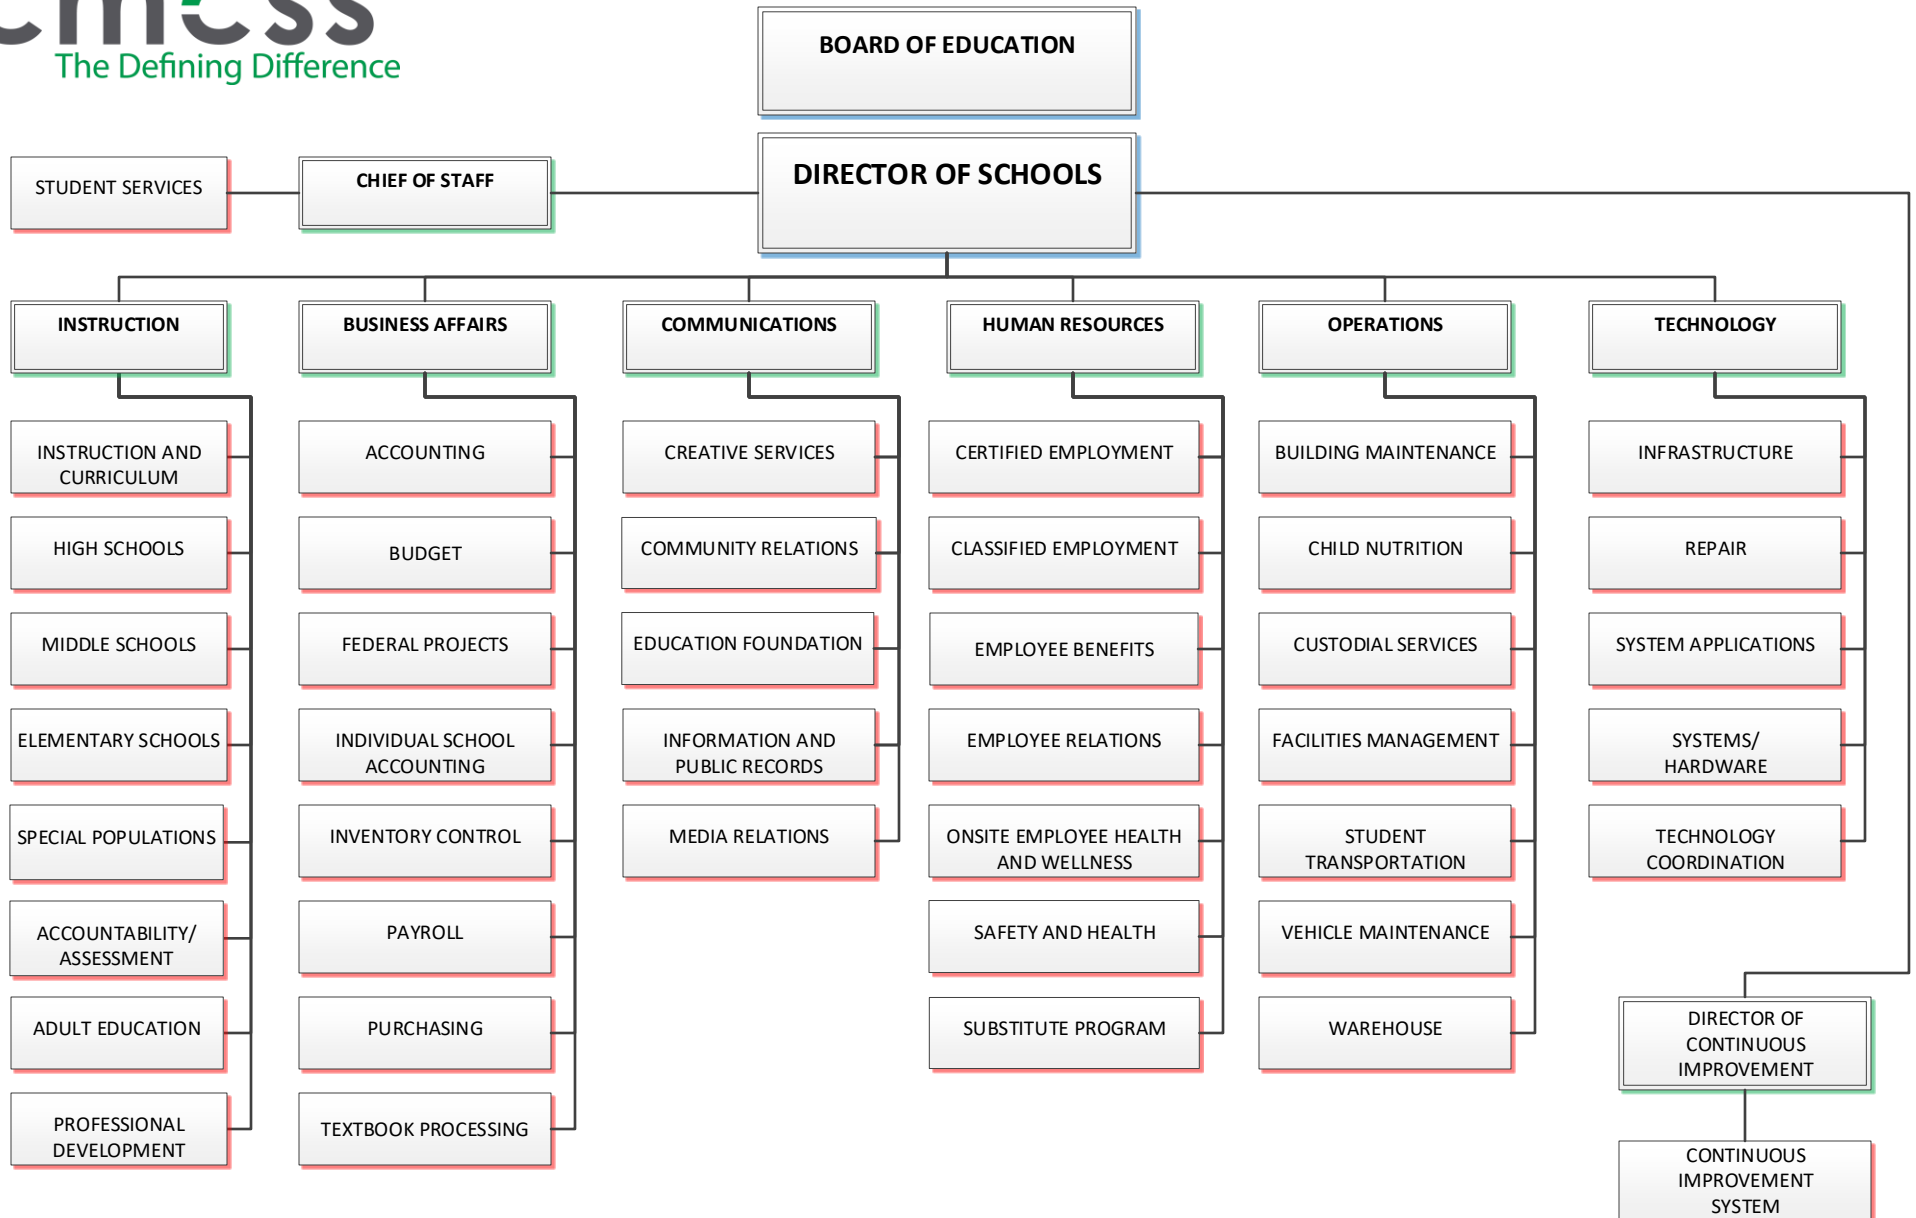 cmcss
The Defining Difference
BOARD OF EDUCATION
DIRECTOR OF SCHOOLS
STUDENT SERVICES
CHIEF OF STAFF
INSTRUCTION
BUSINESS AFFAIRS
COMMUNICATIONS
HUMAN RESOURCES
OPERATIONS
TECHNOLOGY
INSTRUCTION AND
CURRICULUM
HIGH SCHOOLS
MIDDLE SCHOOLS
ELEMENTARY SCHOOLS
SPECIAL POPULATIONS
ACCOUNTABILITY/
ASSESSMENT
ADULT EDUCATION
PROFESSIONAL
DEVELOPMENT
ACCOUNTING
BUDGET
FEDERAL PROJECTS
INDIVIDUAL SCHOOL
ACCOUNTING
INVENTORY CONTROL
PAYROLL
PURCHASING
TEXTBOOK PROCESSING
CREATIVE SERVICES
COMMUNITY RELATIONS
EDUCATION FOUNDATION
INFORMATION AND
PUBLIC RECORDS
MEDIA RELATIONS
CERTIFIED EMPLOYMENT
CLASSIFIED EMPLOYMENT
EMPLOYEE BENEFITS
EMPLOYEE RELATIONS
ONSITE EMPLOYEE HEALTH
AND WELLNESS
SAFETY AND HEALTH
SUBSTITUTE PROGRAM
BUILDING MAINTENANCE
CHILD NUTRITION
CUSTODIAL SERVICES
FACILITIES MANAGEMENT
STUDENT
TRANSPORTATION
VEHICLE MAINTENANCE
WAREHOUSE
INFRASTRUCTURE
REPAIR
SYSTEM APPLICATIONS
SYSTEMS/
HARDWARE
TECHNOLOGY
COORDINATION
DIRECTOR OF
CONTINUOUS
IMPROVEMENT
CONTINUOUS
IMPROVEMENT
SYSTEM